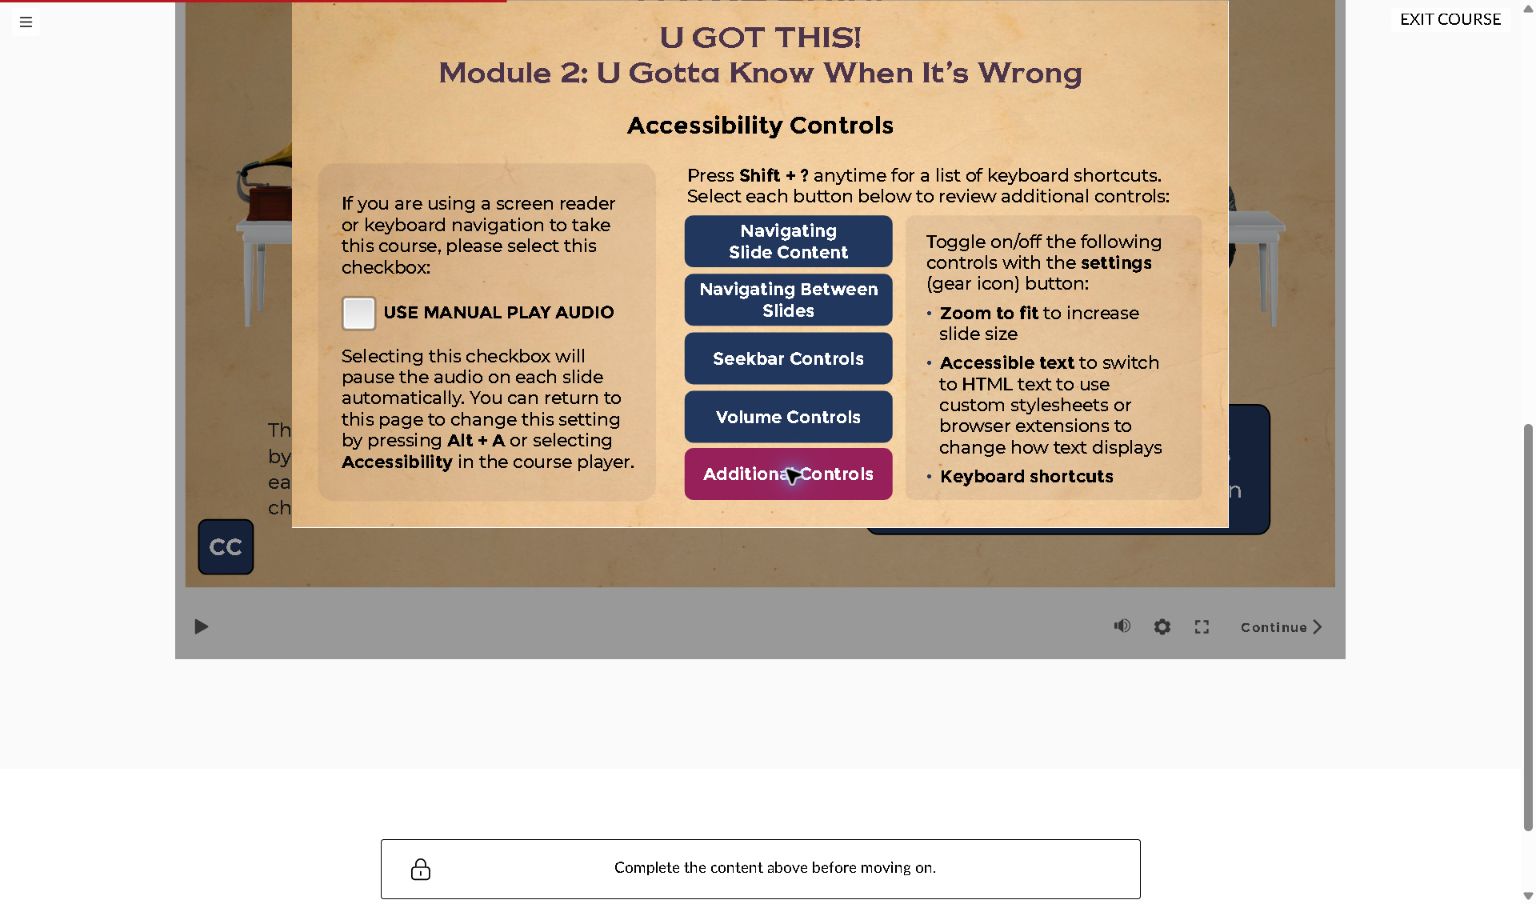 EXIT COURSE
U GOT THIS!
Module 2: U Gotta Know When It's Wrong
Accessibility Controls
If you are using a screen reader
or keyboard navigation to take
this course, please select this
checkbox:
USE MANUAL PLAY AUDIO
Selecting this checkbox will
pause the audio on each slide
automatically. You can return to
this page to change this setting
by pressing Alt + A or selecting
Accessibility in the course player.
Press Shift + ? anytime for a list of keyboard shortcuts.
Select each button below to review additional controls:
Navigating
Slide Content
Navigating Between
Slides
Seekbar Controls
Volume Controls
Additional Controls
Toggle on/off the following
controls with the settings
(gear icon) button:
• Zoom to fit to increase
slide size
• Accessible text to switch
to HTML text to use
custom stylesheets or
browser extensions to
change how text displays
• Keyboard shortcuts
Th
by
ea
ch
n
CC
Continue
Complete the content above before moving on.